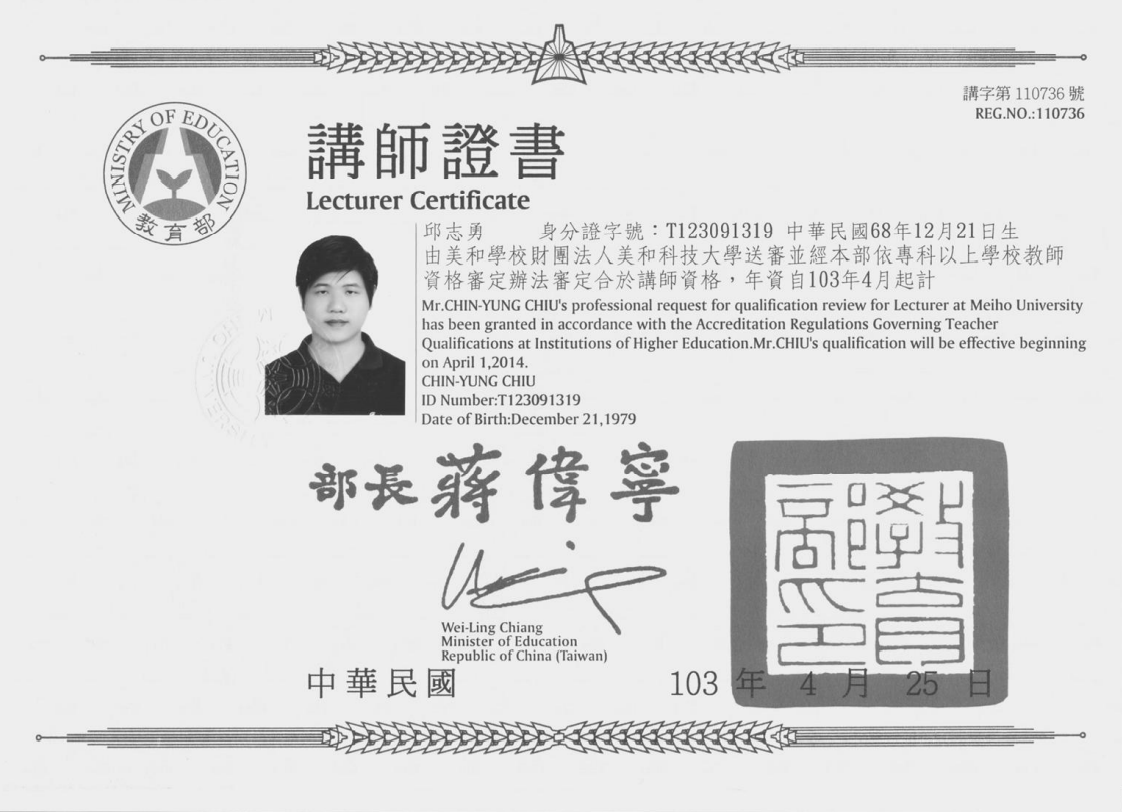 講字第 110736 號
REG.NO.:110736
MINISTRY OF EDUCATION
教育部
講師證書
Lecturer Certificate
邱志勇 身分證字號：T123091319 中華民國68年12月21日生
由美和學校財團法人美和科技大學送審並經本部依專科以上學校教師
資格審定辦法審定合於講師資格，年資自103年4月起計
Mr.CHIN-YUNG CHIU's professional request for qualification review for Lecturer at Meiho University
has been granted in accordance with the Accreditation Regulations Governing Teacher
Qualifications at Institutions of Higher Education.Mr.CHIU's qualification will be effective beginning
on April 1,2014.
CHIN-YUNG CHIU
ID Number:T123091319
Date of Birth:December 21,1979
部長 蔣偉寧
Wei-Ling Chiang
Minister of Education
Republic of China (Taiwan)
教育部印
中華民國 103 年 4 月 25 日